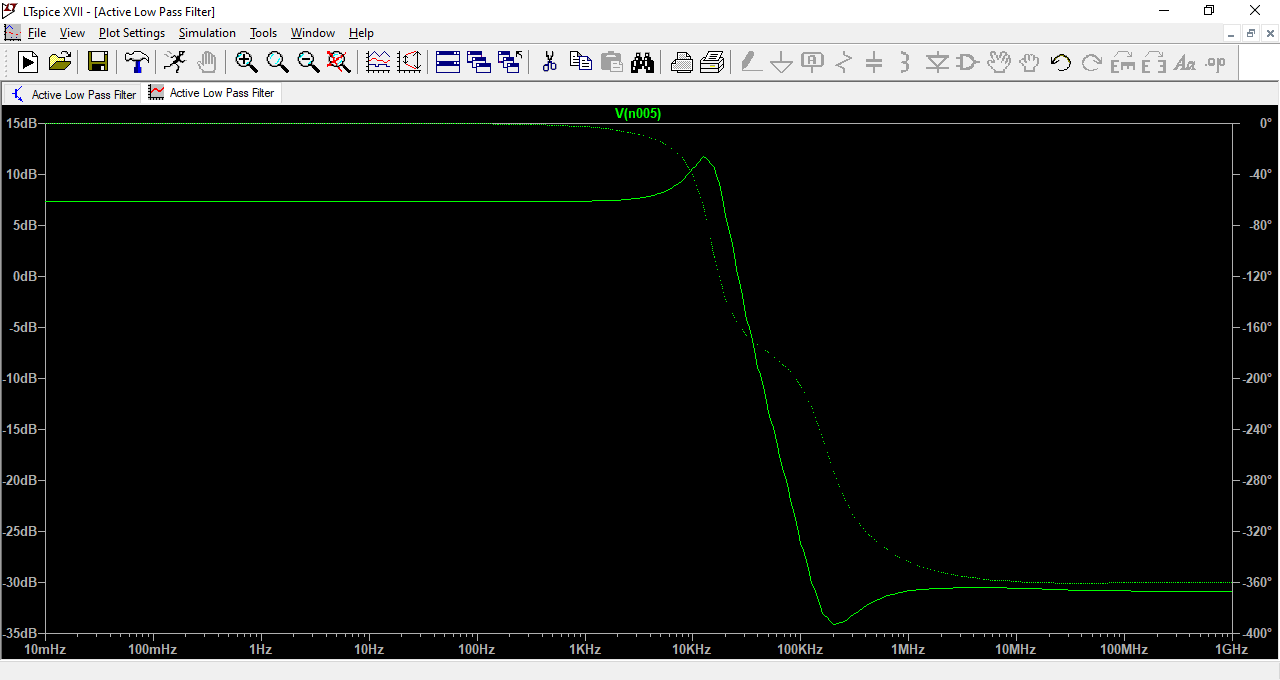 LTspice XVII - [Active Low Pass Filter]
File View Plot Settings Simulation Tools Window Help
Active Low Pass Filter Active Low Pass Filter
V(n005)
15dB 0°
10dB -40°
5dB -80°
0dB -120°
-5dB -160°
-10dB -200°
-15dB -240°
-20dB -280°
-25dB -320°
-30dB -360°
-35dB -400°
10mHz 100mHz 1Hz 10Hz 100Hz 1KHz 10KHz 100KHz 1MHz 10MHz 100MHz 1GHz